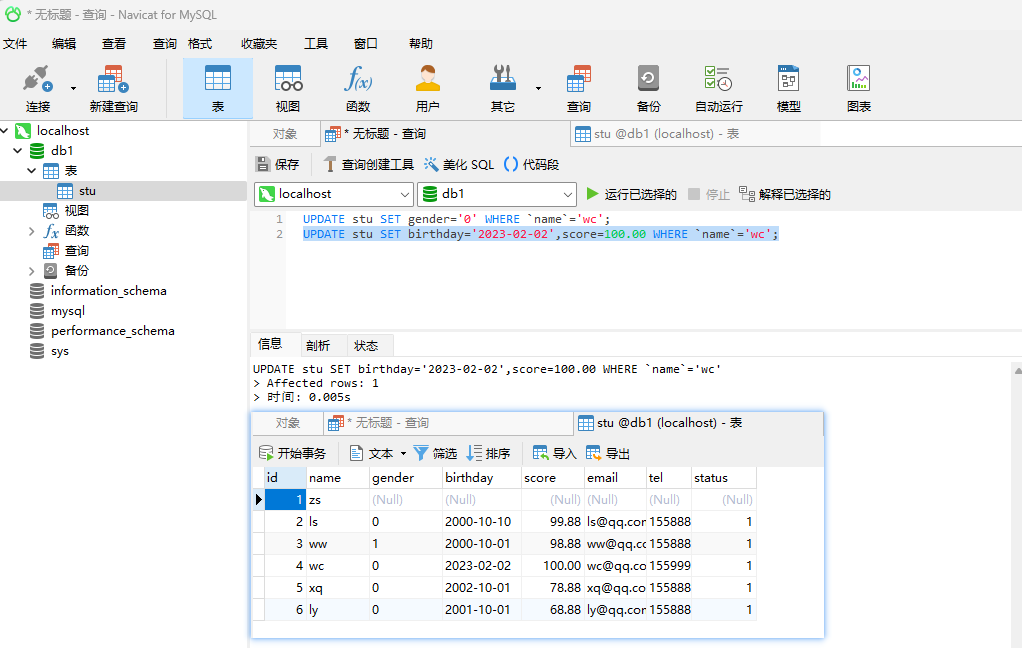 * 无标题 - 查询 - Navicat for MySQL
文件 编辑 查看 查询 格式 收藏夹 工具 窗口 帮助
连接 新建查询 表 视图 函数 用户 其它 查询 备份 自动运行 模型 图表
localhost
db1
表
stu
视图
函数
查询
备份
information_schema
mysql
performance_schema
sys
对象 * 无标题 - 查询 stu @db1 (localhost) - 表
保存 查询创建工具 美化 SQL 代码段
localhost db1 运行已选择的 停止 解释已选择的
1 UPDATE stu SET gender='0' WHERE `name`='wc';
2 UPDATE stu SET birthday='2023-02-02',score=100.00 WHERE `name`='wc';
信息 剖析 状态
UPDATE stu SET birthday='2023-02-02',score=100.00 WHERE `name`='wc'
> Affected rows: 1
> 时间: 0.005s
对象 * 无标题 - 查询 stu @db1 (localhost) - 表
开始事务 文本 筛选 排序 导入 导出
id name gender birthday score email tel status
1 zs (Null) (Null) (Null) (Null) (Null) (Null)
2 ls 0 2000-10-10 99.88 ls@qq.cor 155888 1
3 ww 1 2000-10-01 98.88 ww@qq.cc 155888 1
4 wc 0 2023-02-02 100.00 wc@qq.co 155999 1
5 xq 0 2002-10-01 78.88 xq@qq.co 155888 1
6 ly 0 2001-10-01 68.88 ly@qq.cor 155888 1